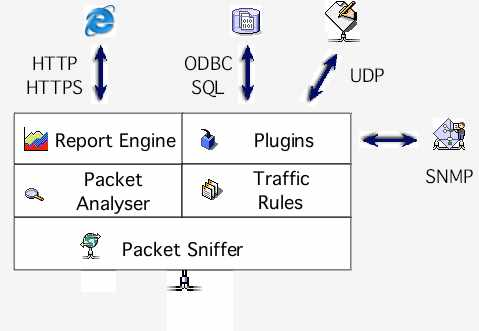 HTTP
HTTPS
ODBC
SQL
UDP
Report Engine
Plugins
SNMP
Packet
Analyser
Traffic
Rules
Packet Sniffer